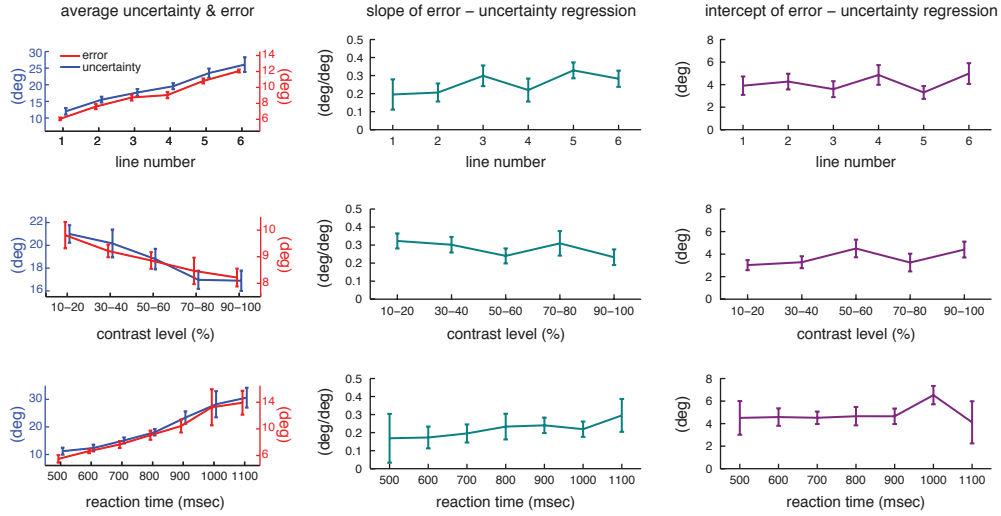 average uncertainty & error
slope of error – uncertainty regression
intercept of error – uncertainty regression
(deg)
30
25
20
15
10
error
uncertainty
14
12
10
8
6
(deg)
1 2 3 4 5 6
line number
(deg/deg)
0.5
0.4
0.3
0.2
0.1
0
1 2 3 4 5 6
line number
(deg)
8
6
4
2
0
1 2 3 4 5 6
line number
(deg)
22
20
18
16
10
9
8
(deg)
10–20 30–40 50–60 70–80 90–100
contrast level (%)
(deg/deg)
0.5
0.4
0.3
0.2
0.1
0
10–20 30–40 50–60 70–80 90–100
contrast level (%)
(deg)
8
6
4
2
0
10–20 30–40 50–60 70–80 90–100
contrast level (%)
(deg)
30
20
10
14
10
6
(deg)
500 600 700 800 900 1000 1100
reaction time (msec)
(deg/deg)
0.5
0.4
0.3
0.2
0.1
0
500 600 700 800 900 1000 1100
reaction time (msec)
(deg)
8
6
4
2
0
500 600 700 800 900 1000 1100
reaction time (msec)